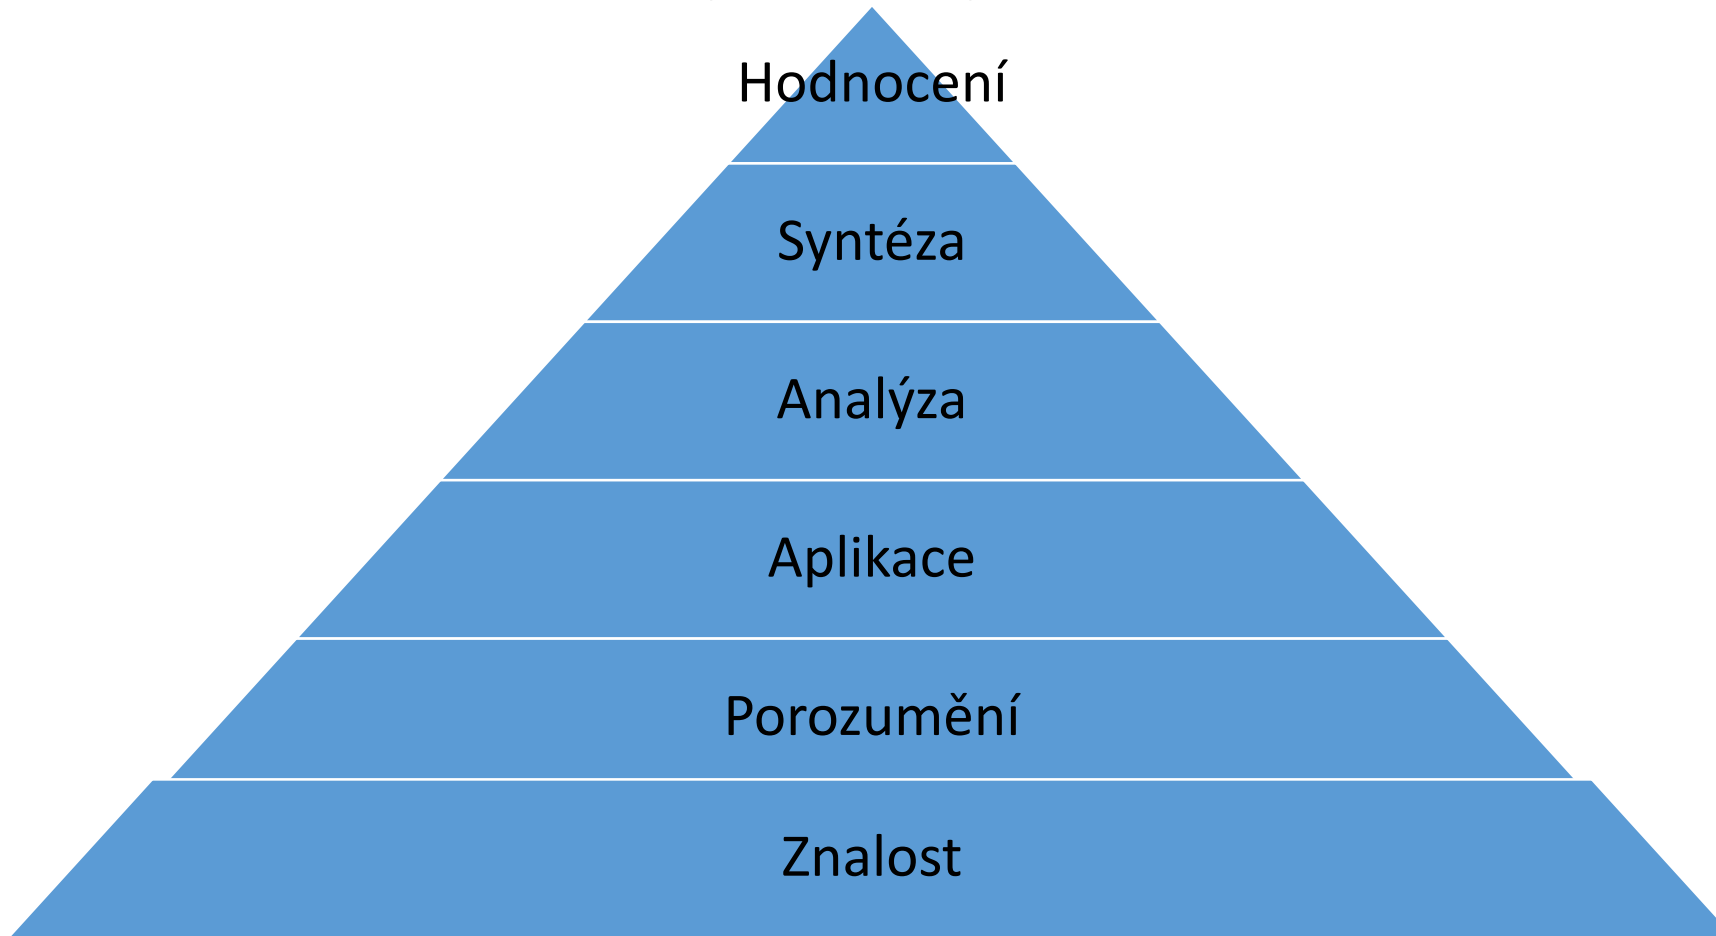 Hodnocení
Syntéza
Analýza
Aplikace
Porozumění
Znalost